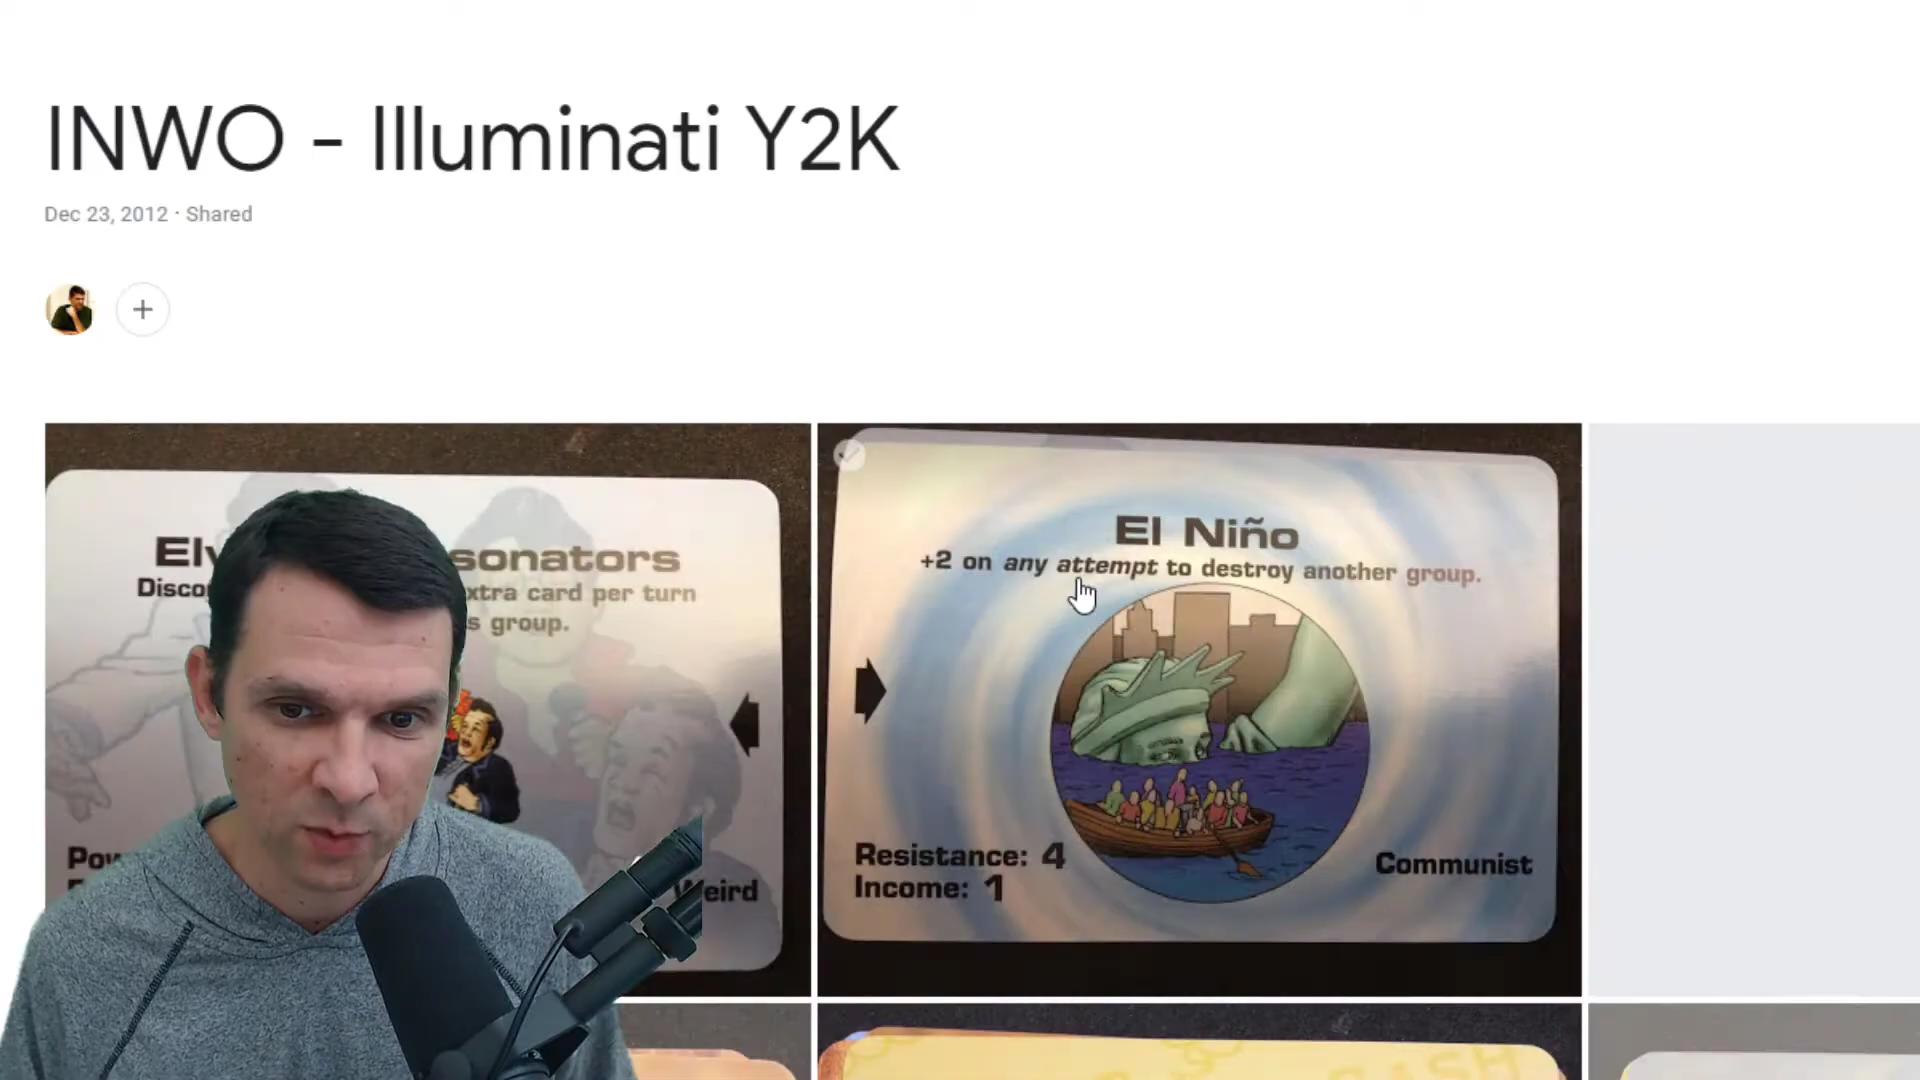 INWO - Illuminati Y2K
Dec 23, 2012 · Shared
sonators
xtra card per turn
s group.
Weird
El Niño
+2 on any attempt to destroy another group.
Resistance: 4
Income: 1
Communist